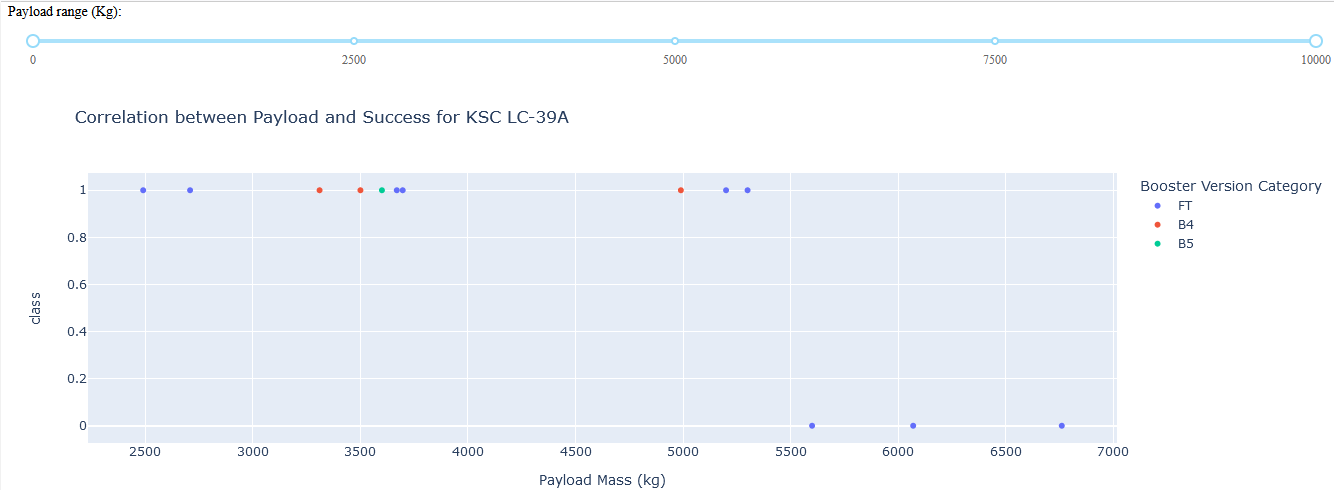 Payload range (Kg):
0 2500 5000 7500 10000
Correlation between Payload and Success for KSC LC-39A
Booster Version Category
FT
B4
B5
1
0.8
0.6
0.4
0.2
0
class
2500 3000 3500 4000 4500 5000 5500 6000 6500 7000
Payload Mass (kg)